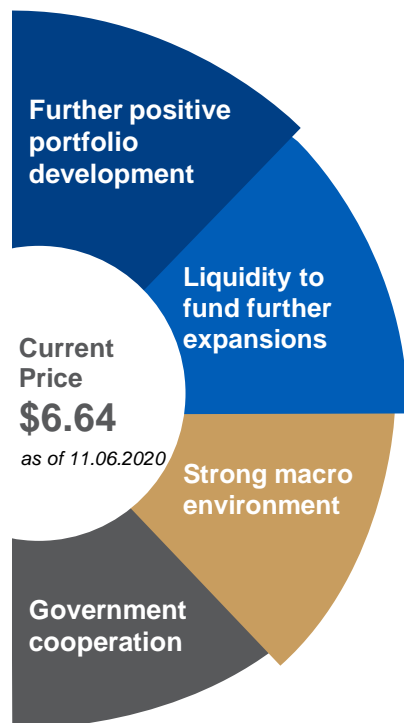 Further positive
portfolio
development
Liquidity to
fund further
expansions
Current
Price
$6.64
as of 11.06.2020
Strong macro
environment
Government
cooperation